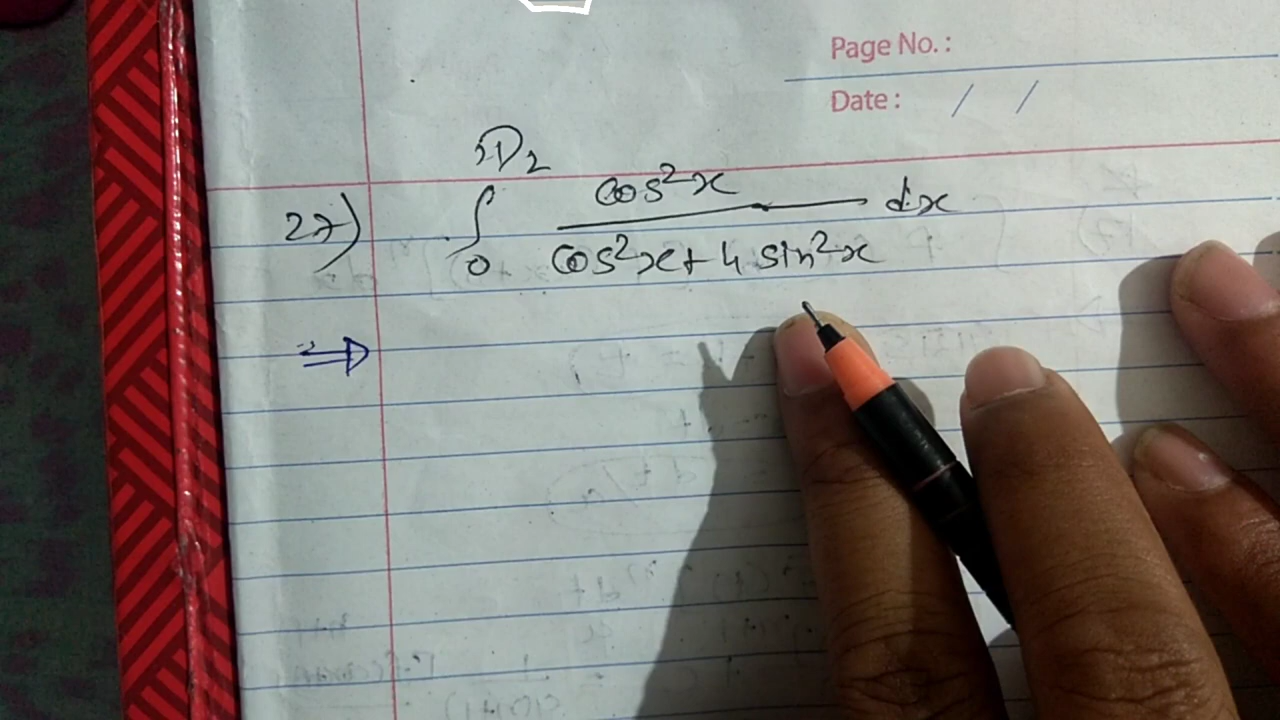 Page No. :
Date : / /
27) ∫₀^π/2 cos²x / cos²x + 4 sin²x dx
⇒